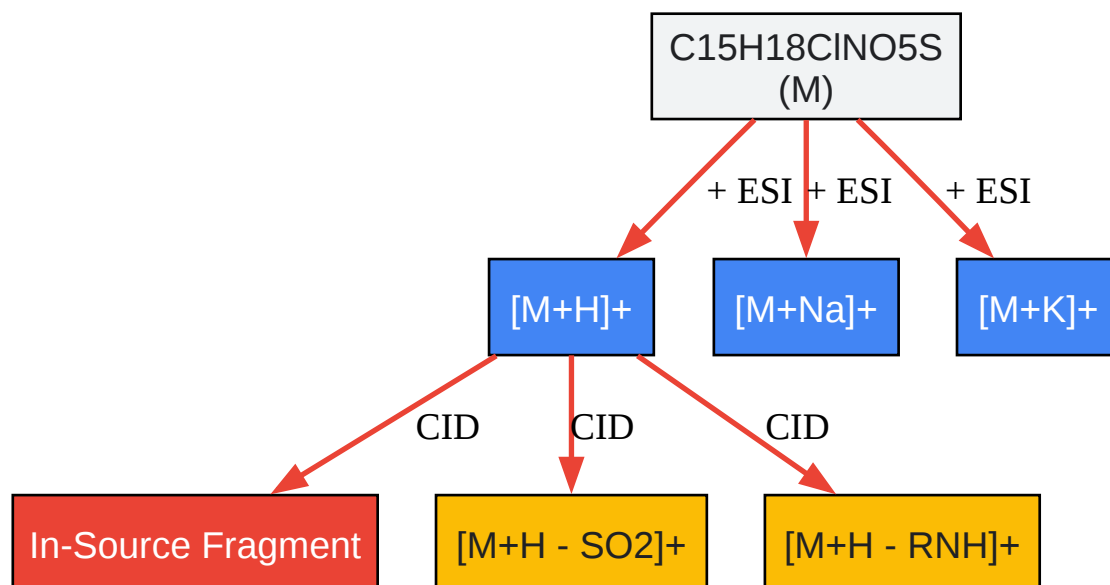 C15H18ClNO5S
(M)
+ ESI
+ ESI
+ ESI
[M+H]+
[M+Na]+
[M+K]+
CID
CID
CID
In-Source Fragment
[M+H - SO2]+
[M+H - RNH]+